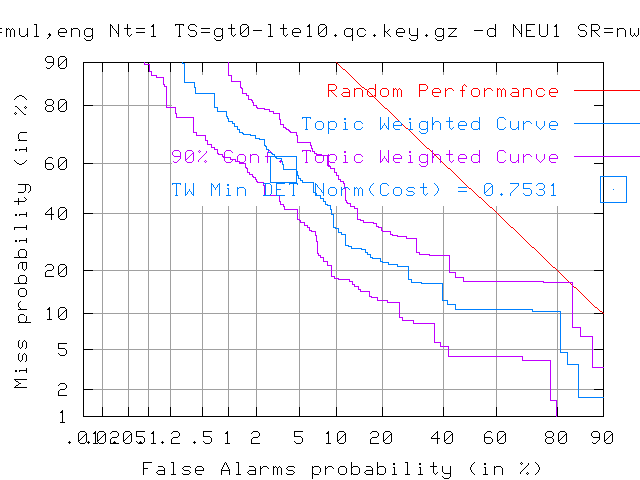 =mul,eng Nt=1 TS=gt0-lte10.qc.key.gz -d NEU1 SR=nw
Random Performance
Topic Weighted Curve
90% Conf. Topic Weighted Curve
TW Min DET Norm(Cost) = 0.7531
Miss probability (in %)
90
80
60
40
20
10
5
2
1
.01 .02 .05 .1 .2 .5 1 2 5 10 20 40 60 80 90
False Alarms probability (in %)